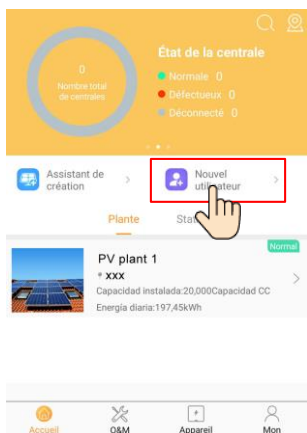 État de la centrale
0
Nombre total
de centrales
Normale 0
Défectueux 0
Déconnecté 0
Assistant de
création
Nouvel
utilisateur
Plante
Stat
Normal
PV plant 1
XXX
Capacidad instalada:20,000Capacidad CC
Energía diaria:197,45kWh
Accueil
O&M
Appareil
Mon